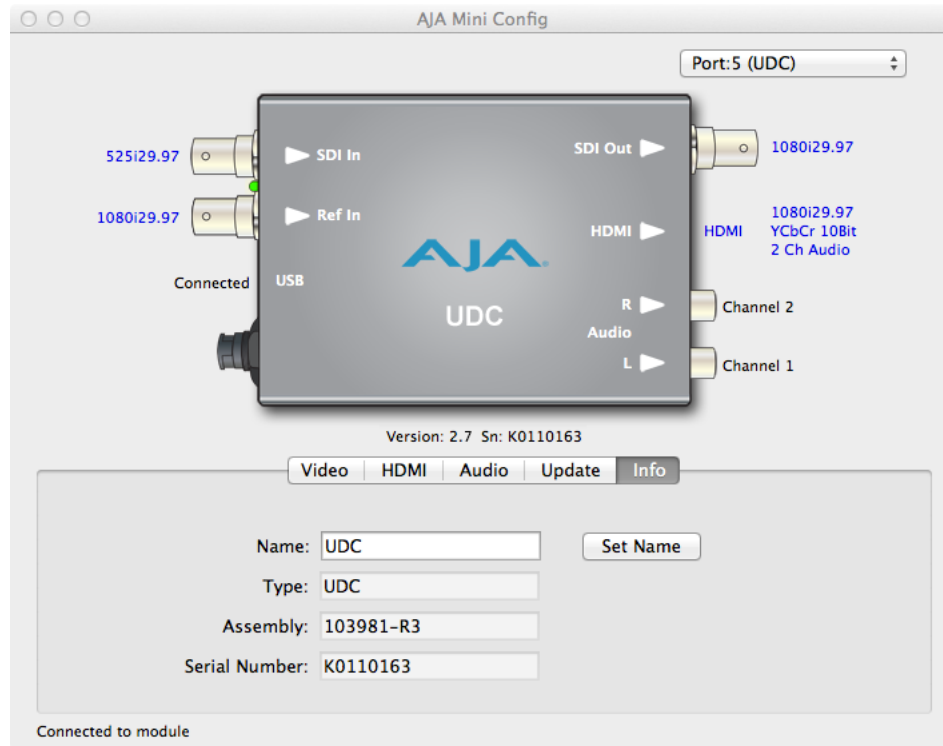 AJA Mini Config
Port:5 (UDC)
525i29.97
SDI In
SDI Out
1080i29.97
1080i29.97
Ref In
HDMI
HDMI
1080i29.97
YCbCr 10Bit
2 Ch Audio
Connected
USB
AJA
UDC
R
Channel 2
Audio
L
Channel 1
Version: 2.7 Sn: K0110163
Video HDMI Audio Update Info
Name: UDC Set Name
Type: UDC
Assembly: 103981-R3
Serial Number: K0110163
Connected to module